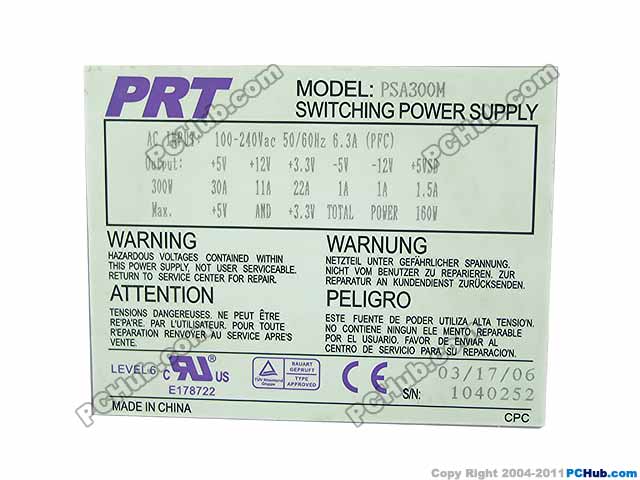 PRT
MODEL: PSA300M
SWITCHING POWER SUPPLY
AC INPUT: 100-240Vac 50/60Hz 6.3A (PFC)
Output: +5V +12V +3.3V -5V -12V +5VSB
300W 30A 11A 22A 1A 1A 1.5A
Max. +5V AND +3.3V TOTAL POWER 160W
WARNING
HAZARDOUS VOLTAGES CONTAINED WITHIN
THIS POWER SUPPLY, NOT USER SERVICEABLE.
RETURN TO SERVICE CENTER FOR REPAIR.
WARNUNG
NETZTEIL UNTER GEFÄHRLICHER SPANNUNG.
NICHT VOM BENUTZER ZU REPARIEREN. ZUR
REPARATUR AN KUNDENDIENST ZURÜCKSENDEN.
ATTENTION
TENSIONS DANGEREUSES. NE PEUT ÊTRE
RE'PA'RE. PAR L'UTILISATEUR. POUR TOUTE
RE'PARATION RENVOYER AU SERVICE APRE'S
VENTE.
PELIGRO
ESTE FUENTE DE PODER UTILIZA ALTA TENSIO'N.
NO CONTIENE NINGUN ELE MENTO REPARABLE
POR EL USUARIO. FAVOR DE ENVIAR AL
CENTRO PARA SU REPARACIO'N.
LEVEL 6 C UR US
E178722
TÜV Rheinland
Geprüft
BAUART
GEPRUFT
TYPE
APPROVED
CE
03/17/06
S/N: 1040252
MADE IN CHINA
CPC
PCHub.com
PCHub.com
PCHub.com
PCHub.com
Copy Right 2004-2011 PCHub.com